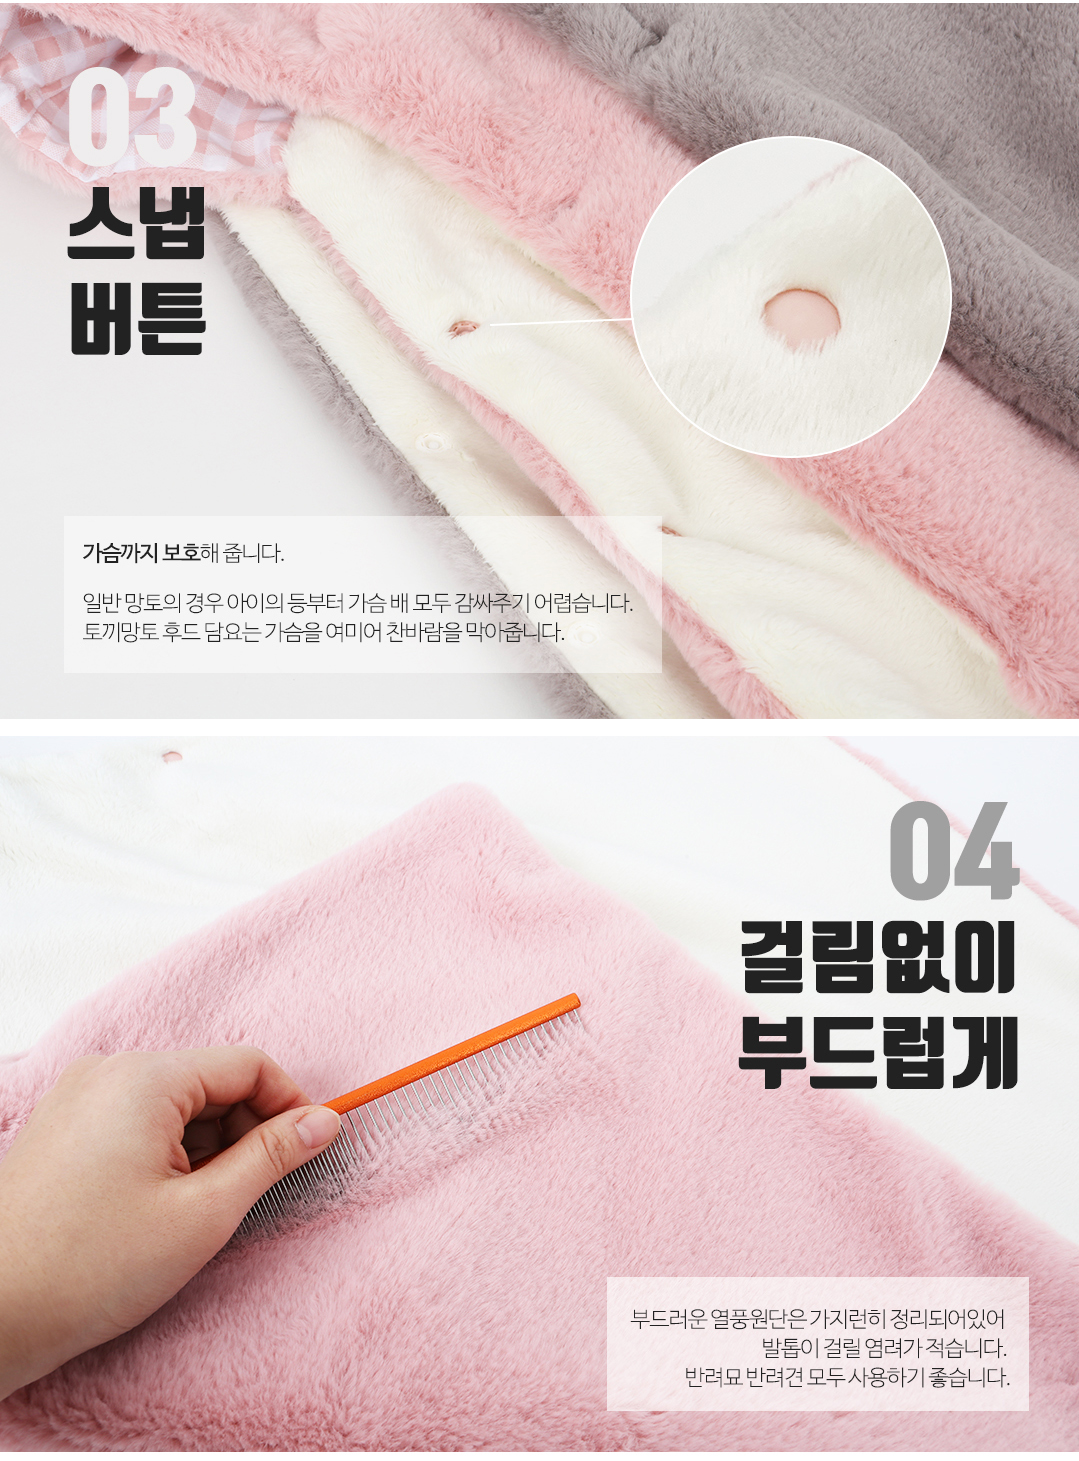 03
스냅
버튼
가슴까지 보호해 줍니다.
일반 망토의 경우 아이의 등부터 가슴 배 모두 감싸주기 어렵습니다.
토끼망토 후드 담요는 가슴을 여미어 찬바람을 막아줍니다.
04
걸림없이
부드럽게
부드러운 열풍원단은 가지런히 정리되어있어
발톱이 걸릴 염려가 적습니다.
반려묘 반려견 모두 사용하기 좋습니다.